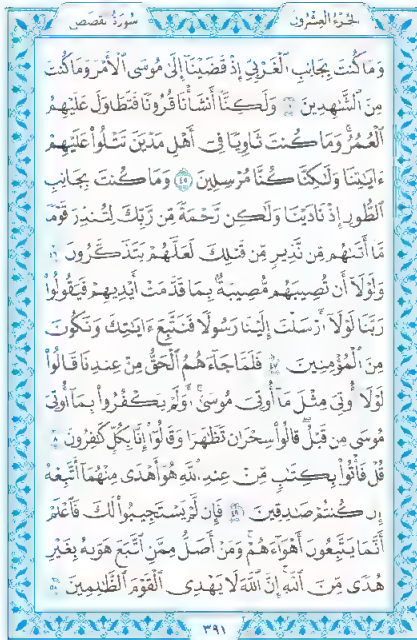 سورة القصص
الجزء العشرون
وَمَا كُنتَ بِجَانِبِ ٱلْغَرْبِيِّ إِذْ قَضَيْنَآ إِلَىٰ مُوسَى ٱلْأَمْرَ وَمَا كُنتَ
مِنَ ٱلشَّٰهِدِينَ ٤٤ وَلَٰكِنَّآ أَنشَأْنَا قُرُونًا فَتَطَاوَلَ عَلَيْهِمُ
ٱلْعُمُرُ ۚ وَمَا كُنتَ ثَاوِيًا فِىٓ أَهْلِ مَدْيَنَ تَتْلُوا۟ عَلَيْهِمْ
ءَايَٰتِنَا وَلَٰكِنَّا كُنَّا مُرْسِلِينَ ٤٥ وَمَا كُنتَ بِجَانِبِ
ٱلطُّورِ إِذْ نَادَيْنَا وَلَٰكِن رَّحْمَةً مِّن رَّبِّكَ لِتُنذِرَ قَوْمًا
مَّآ أَتَىٰهُم مِّن نَّذِيرٍ مِّن قَبْلِكَ لَعَلَّهُمْ يَتَذَكَّرُونَ ٤٦
وَلَوْلَآ أَن تُصِيبَهُم مُّصِيبَةٌۢ بِمَا قَدَّمَتْ أَيْدِيهِمْ فَيَقُولُوا۟
رَبَّنَا لَوْلَآ أَرْسَلْتَ إِلَيْنَا رَسُولًا فَنَتَّبِعَ ءَايَٰتِكَ وَنَكُونَ
مِنَ ٱلْمُؤْمِنِينَ ٤٧ فَلَمَّا جَآءَهُمُ ٱلْحَقُّ مِنْ عِندِنَا قَالُوا۟
لَوْلَآ أُوتِىَ مِثْلَ مَآ أُوتِىَ مُوسَىٰٓ ۚ أَوَلَمْ يَكْفُرُوا۟ بِمَآ أُوتِىَ
مُوسَىٰ مِن قَبْلُ ۖ قَالُوا۟ سِحْرَانِ تَظَٰهَرَا وَقَالُوٓا۟ إِنَّا بِكُلٍّ كَٰفِرُونَ ٤٨
قُلْ فَأْتُوا۟ بِكِتَٰبٍ مِّنْ عِندِ ٱللَّهِ هُوَ أَهْدَىٰ مِنْهُمَآ أَتَّبِعْهُ
إِن كُنتُمْ صَٰدِقِينَ ٤٩ فَإِن لَّمْ يَسْتَجِيبُوا۟ لَكَ فَٱعْلَمْ
أَنَّمَا يَتَّبِعُونَ أَهْوَآءَهُمْ ۚ وَمَنْ أَضَلُّ مِمَّنِ ٱتَّبَعَ هَوَىٰهُ بِغَيْرِ
هُدًى مِّنَ ٱللَّهِ ۚ إِنَّ ٱللَّهَ لَا يَهْدِى ٱلْقَوْمَ ٱلظَّٰلِمِينَ ٥٠
٣٩١